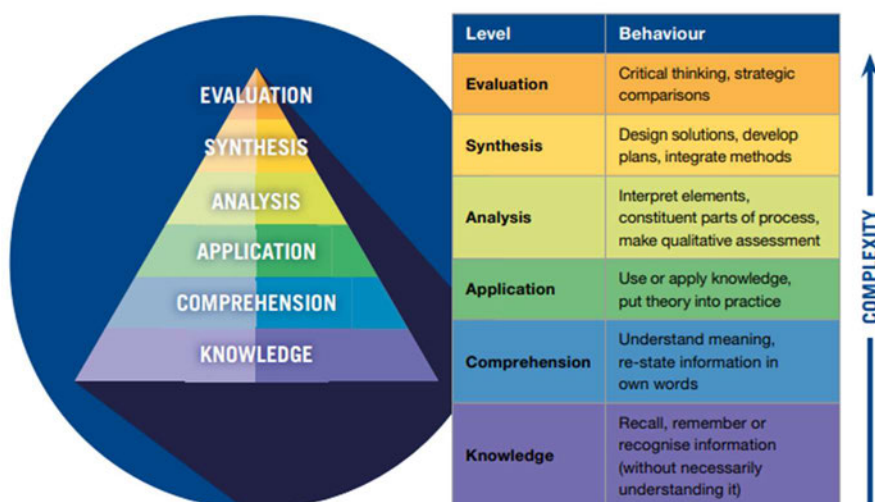 EVALUATION
SYNTHESIS
ANALYSIS
APPLICATION
COMPREHENSION
KNOWLEDGE
Level Behaviour
Evaluation
Critical thinking, strategic
comparisons
Synthesis
Design solutions, develop
plans, integrate methods
Analysis
Interpret elements,
constituent parts of process,
make qualitative assessment
Application
Use or apply knowledge,
put theory into practice
Comprehension
Understand meaning,
re-state information in
own words
Knowledge
Recall, remember or
recognise information
(without necessarily
understanding it)
COMPLEXITY